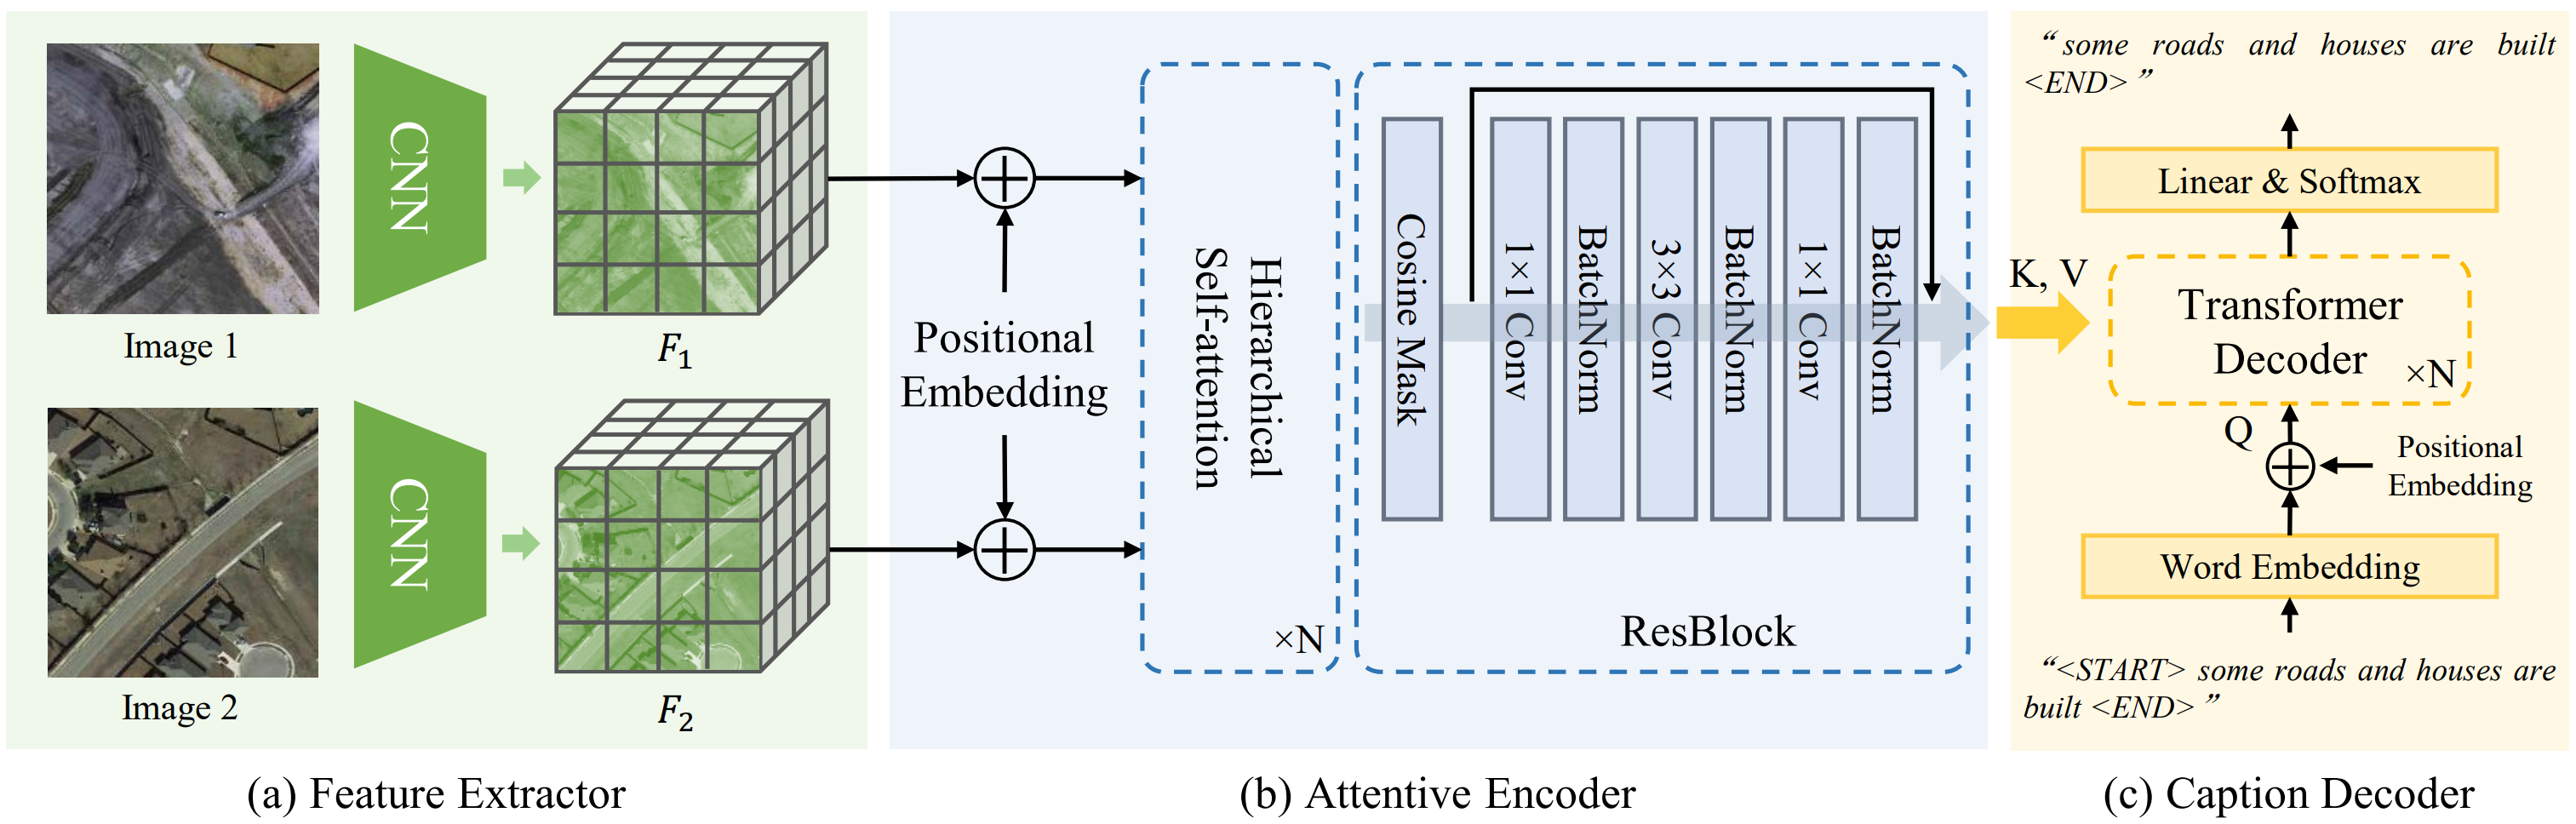 CNN
Image 1
F₁
CNN
Image 2
F₂
(a) Feature Extractor
Positional
Embedding
Hierarchical
Self-attention
×N
Cosine Mask
1×1 Conv
BatchNorm
3×3 Conv
BatchNorm
1×1 Conv
BatchNorm
ResBlock
(b) Attentive Encoder
“some roads and houses are built
<END>”
Linear & Softmax
K, V
Transformer
Decoder
×N
Q
Positional
Embedding
Word Embedding
“<START> some roads and houses are
built <END>”
(c) Caption Decoder